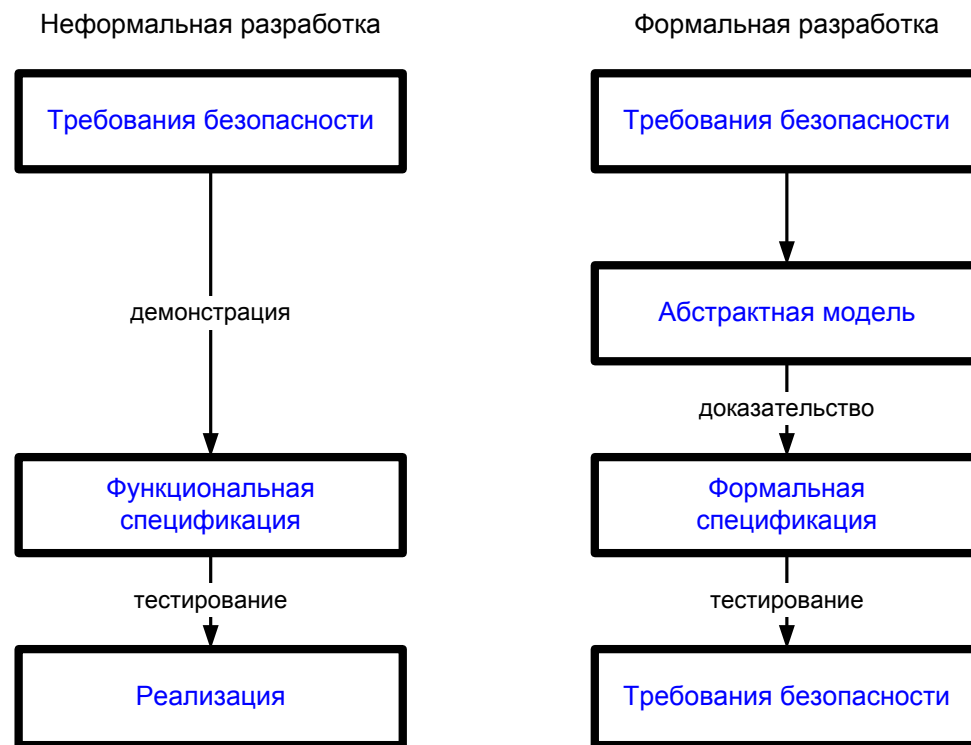 Неформальная разработка
Требования безопасности
демонстрация
Функциональная
спецификация
тестирование
Реализация
Формальная разработка
Требования безопасности
Абстрактная модель
доказательство
Формальная
спецификация
тестирование
Требования безопасности